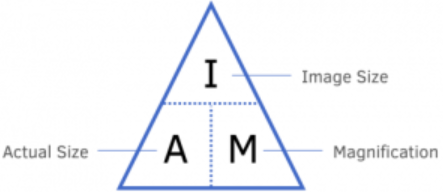 I
Image Size
Actual Size
A
M
Magnification